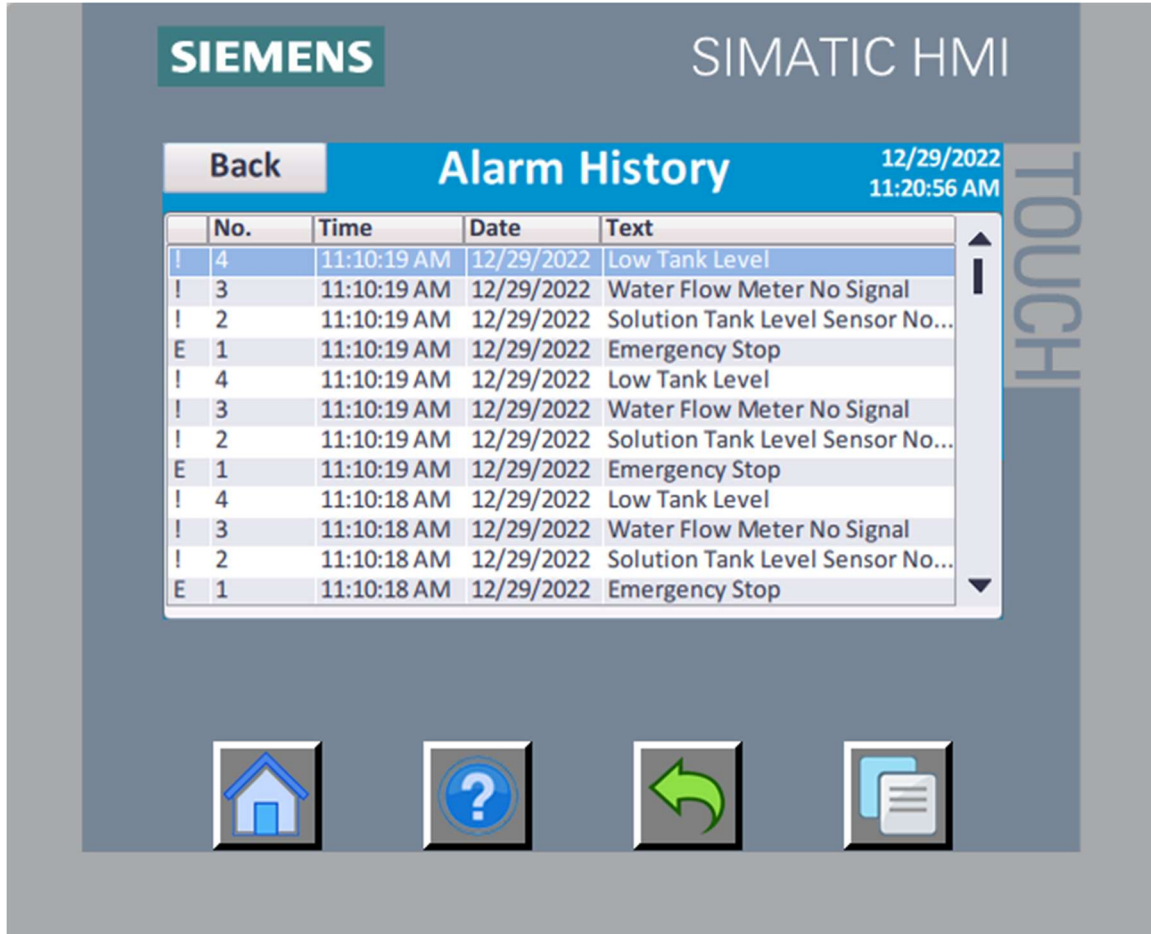 SIEMENS SIMATIC HMI
Back Alarm History 12/29/2022
11:20:56 AM
TOUCH
No. Time Date Text
! 4 11:10:19 AM 12/29/2022 Low Tank Level
! 3 11:10:19 AM 12/29/2022 Water Flow Meter No Signal
! 2 11:10:19 AM 12/29/2022 Solution Tank Level Sensor No...
E 1 11:10:19 AM 12/29/2022 Emergency Stop
! 4 11:10:19 AM 12/29/2022 Low Tank Level
! 3 11:10:19 AM 12/29/2022 Water Flow Meter No Signal
! 2 11:10:19 AM 12/29/2022 Solution Tank Level Sensor No...
E 1 11:10:19 AM 12/29/2022 Emergency Stop
! 4 11:10:18 AM 12/29/2022 Low Tank Level
! 3 11:10:18 AM 12/29/2022 Water Flow Meter No Signal
! 2 11:10:18 AM 12/29/2022 Solution Tank Level Sensor No...
E 1 11:10:18 AM 12/29/2022 Emergency Stop
?